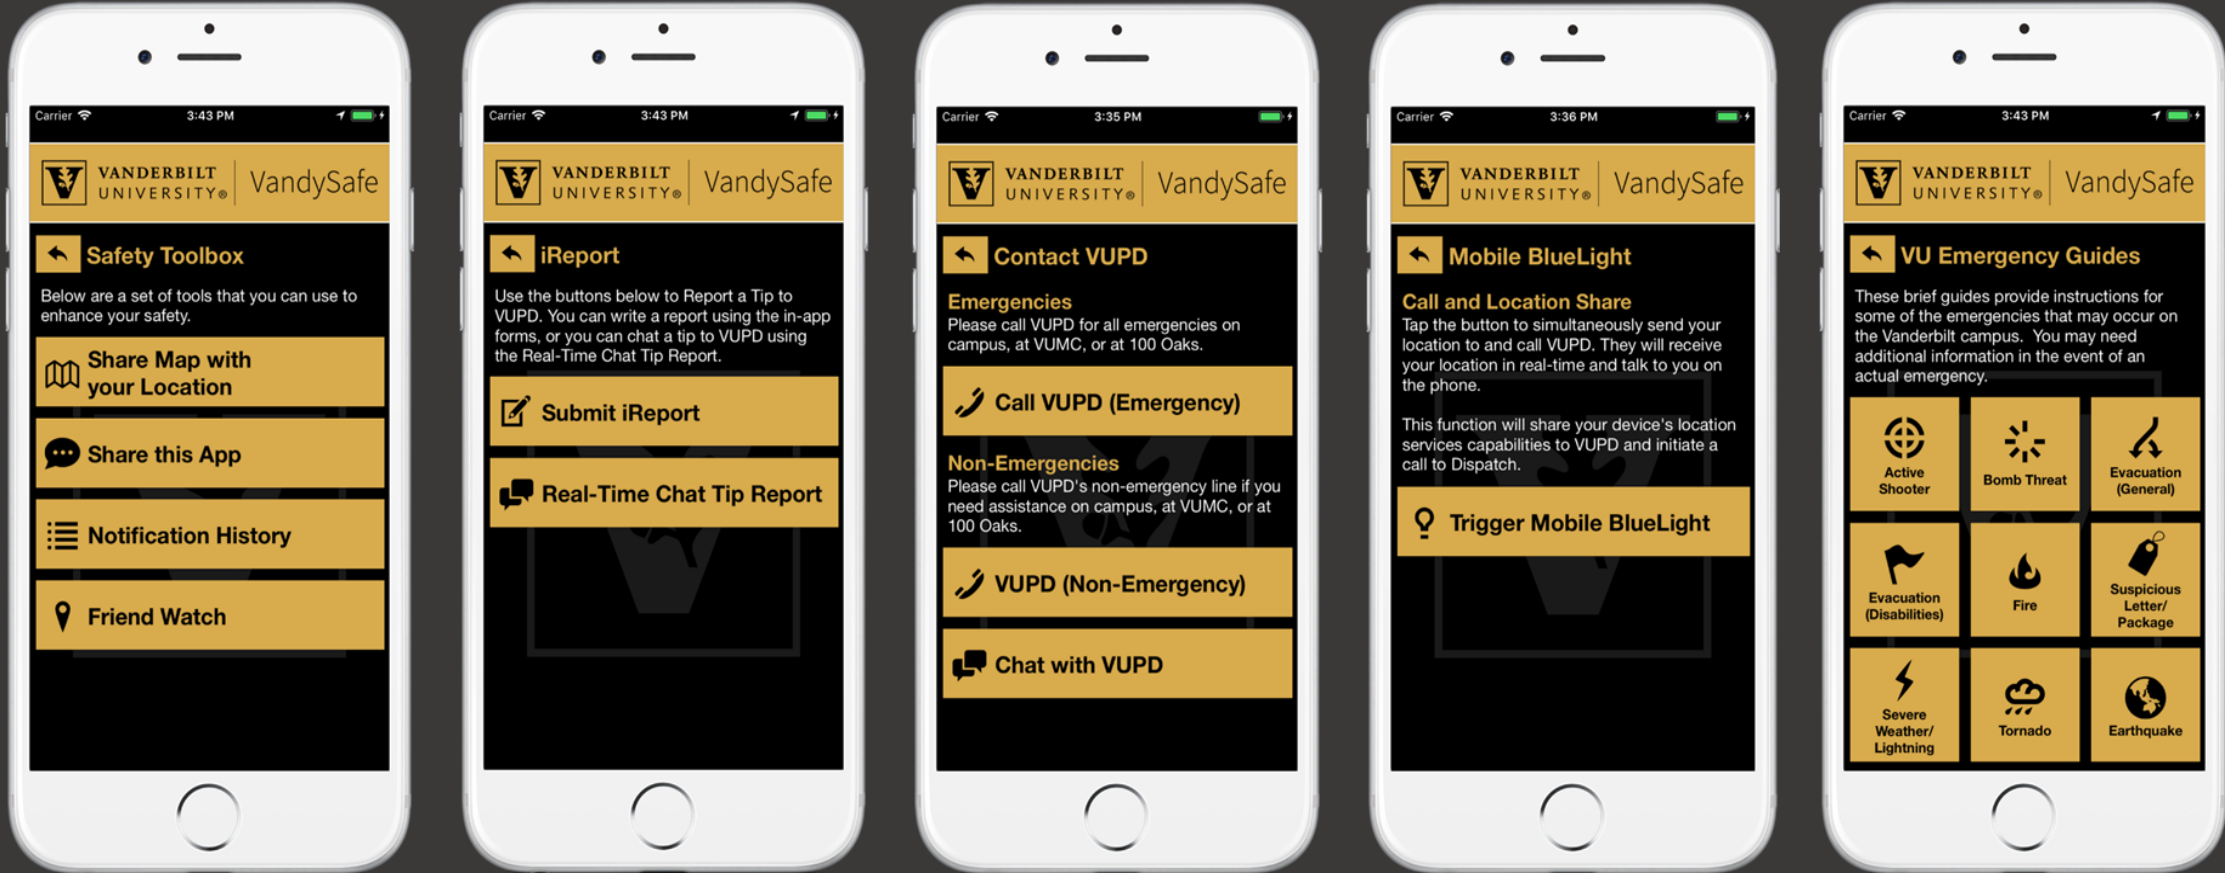 Carrier
3:43 PM
VANDERBILT
UNIVERSITY®
VandySafe
Safety Toolbox
Below are a set of tools that you can use to
enhance your safety.
Share Map with
your Location
Share this App
Notification History
Friend Watch
Carrier
3:43 PM
VANDERBILT
UNIVERSITY®
VandySafe
iReport
Use the buttons below to Report a Tip to
VUPD. You can write a report using the in-app
forms, or you can chat a tip to VUPD using
the Real-Time Chat Tip Report.
Submit iReport
Real-Time Chat Tip Report
Carrier
3:35 PM
VANDERBILT
UNIVERSITY®
VandySafe
Contact VUPD
Emergencies
Please call VUPD for all emergencies on
campus, at VUMC, or at 100 Oaks.
Call VUPD (Emergency)
Non-Emergencies
Please call VUPD's non-emergency line if you
need assistance on campus, at VUMC, or at
100 Oaks.
VUPD (Non-Emergency)
Chat with VUPD
Carrier
3:36 PM
VANDERBILT
UNIVERSITY®
VandySafe
Mobile BlueLight
Call and Location Share
Tap the button to simultaneously send your
location to and call VUPD. They will receive
your location in real-time and talk to you on
the phone.
This function will share your device's location
services capabilities to VUPD and initiate a
call to Dispatch.
Trigger Mobile BlueLight
Carrier
3:43 PM
VANDERBILT
UNIVERSITY®
VandySafe
VU Emergency Guides
These brief guides provide instructions for
some of the emergencies that may occur on
the Vanderbilt campus. You may need
additional information in the event of an
actual emergency.
Active
Shooter
Bomb Threat
Evacuation
(General)
Evacuation
(Disabilities)
Fire
Suspicious
Letter/
Package
Severe
Weather/
Lightning
Tornado
Earthquake